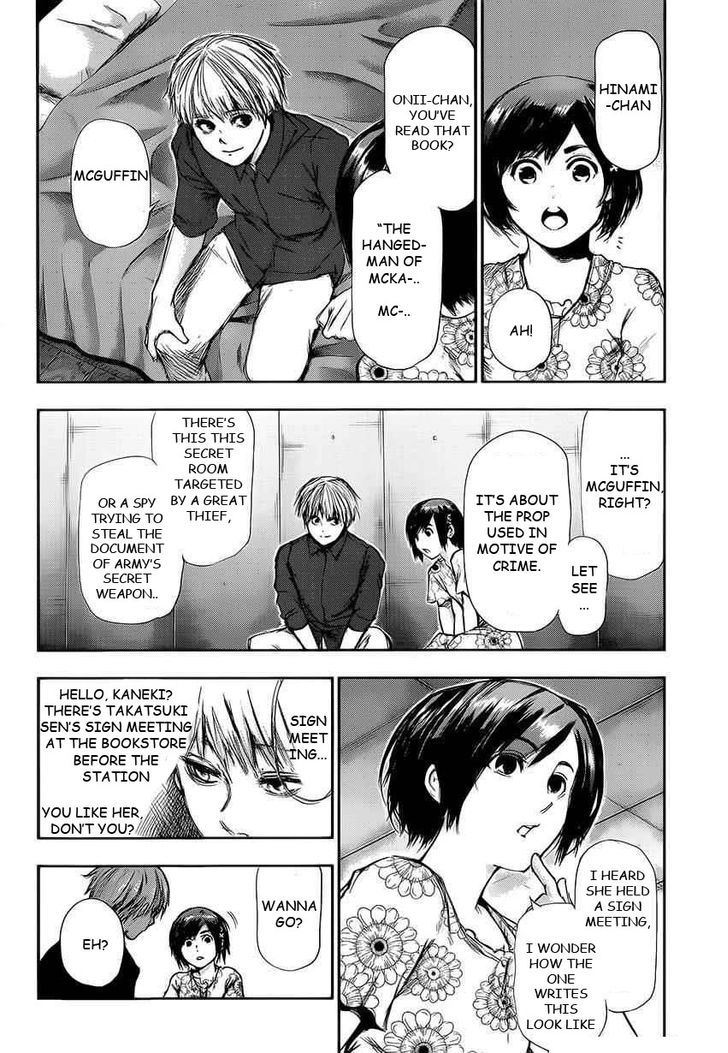 HINAMI
-CHAN
AH!
ONII-CHAN,
YOU'VE
READ THAT
BOOK?
"THE
HANGED-
MAN OF
MCKA-..
MC-..
MCGUFFIN
...
IT'S
MCGUFFIN,
RIGHT?
LET
SEE
...
IT'S ABOUT
THE PROP
USED IN
MOTIVE OF
CRIME.
THERE'S
THIS THIS
SECRET
ROOM
TARGETED
BY A GREAT
THIEF,
OR A SPY
TRYING TO
STEAL THE
DOCUMENT
OF ARMY'S
SECRET
WEAPON..
I HEARD
SHE HELD
A SIGN
MEETING,
I WONDER
HOW THE
ONE
WRITES
THIS
LOOK LIKE
SIGN
MEET
ING...
HELLO, KANEKI?
THERE'S TAKATSUKI
SEN'S SIGN MEETING
AT THE BOOKSTORE
BEFORE THE
STATION
YOU LIKE HER,
DON'T YOU?
WANNA
GO?
EH?